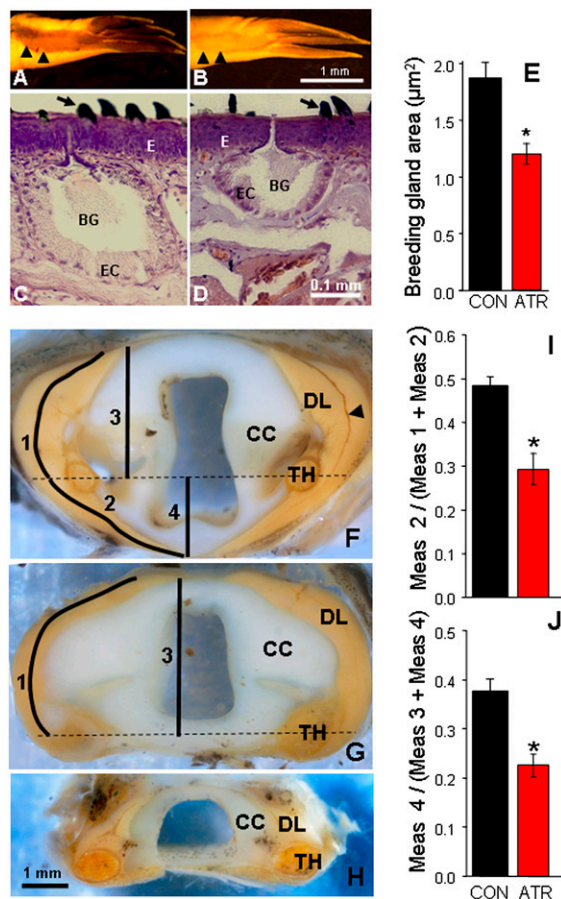 A
B
1 mm
E
BG
EC
C
E
BG
EC
D
0.1 mm
E
Breeding gland area (µm²)
2.0
1.5
1.0
0.5
0.0
*
CON ATR
1
3
2
4
CC
DL
TH
F
1
3
CC
DL
TH
G
CC
DL
TH
H
1 mm
I
Meas 2 / (Meas 1 + Meas 2)
0.5
0.4
0.3
0.2
0.1
0.0
*
J
Meas 4 / (Meas 3 + Meas 4)
0.4
0.3
0.2
0.1
0.0
*
CON ATR